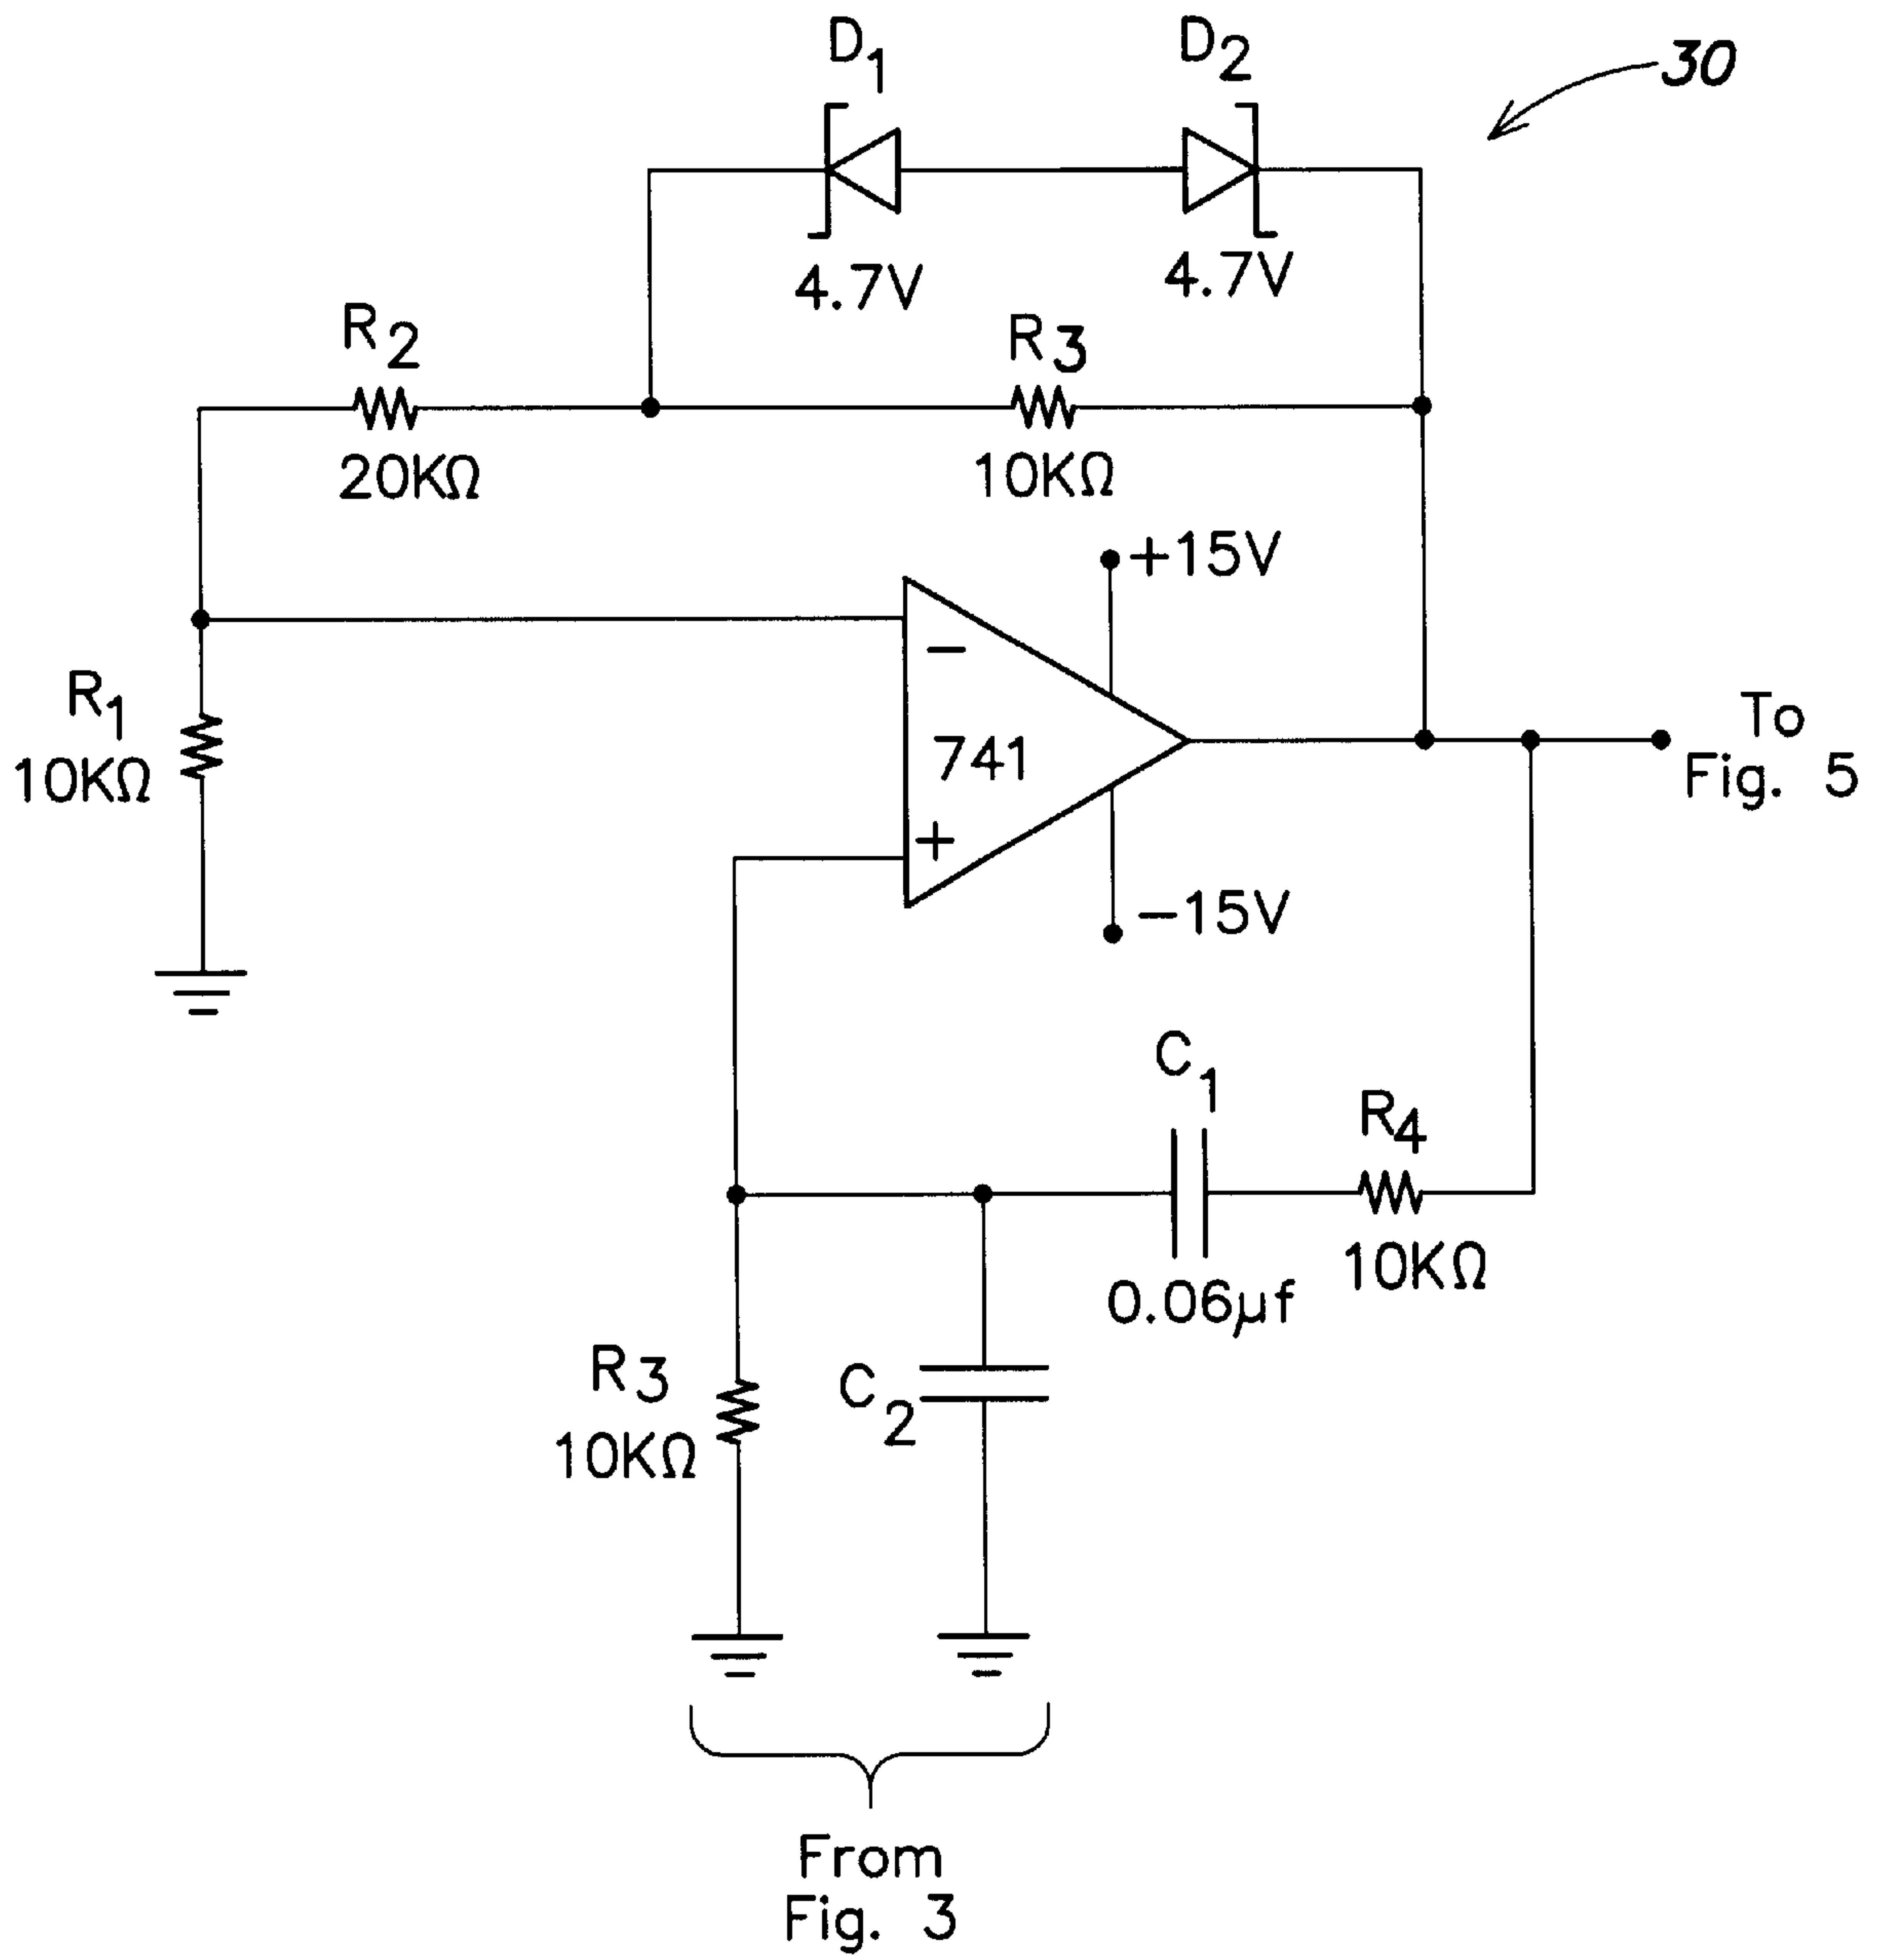 D1
D2
30
4.7V
4.7V
R2
R3
20KΩ
10KΩ
+15V
−
R1
10KΩ
741
To
Fig. 5
+
−15V
C1
R4
0.06µf
10KΩ
R3
10KΩ
C2
From
Fig. 3